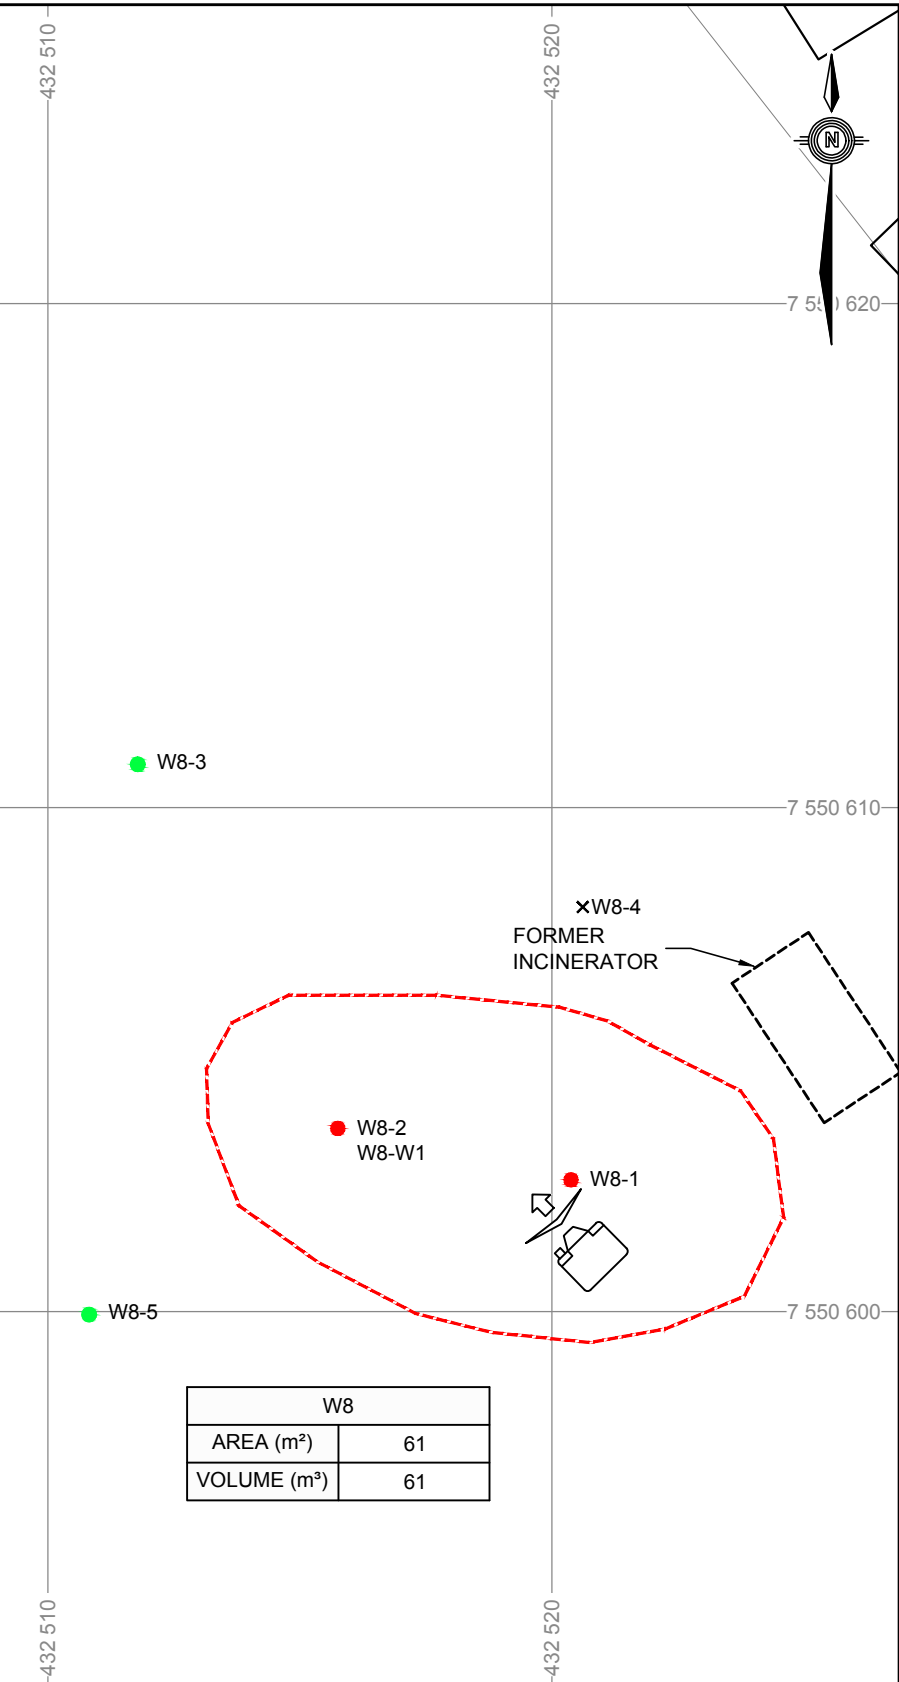 432 510
432 520
N
7 550 620
W8-3
7 550 610
W8-4
FORMER
INCINERATOR
W8-2
W8-W1
W8-1
W8-5
7 550 600
W8
AREA (m²) 61
VOLUME (m³) 61
432 510
432 520